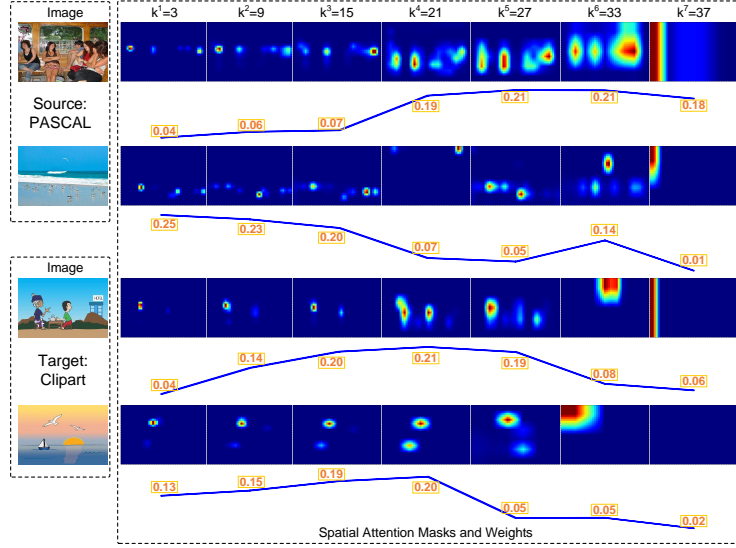 Image
k¹=3 k²=9 k³=15 k⁴=21 k⁵=27 k⁶=33 k⁷=37
Source:
PASCAL
0.04 0.06 0.07 0.19 0.21 0.21 0.18
0.25 0.23 0.20 0.07 0.05 0.14 0.01
Image
Target:
Clipart
0.04 0.14 0.20 0.21 0.19 0.08 0.06
0.13 0.15 0.19 0.20 0.05 0.05 0.02
Spatial Attention Masks and Weights